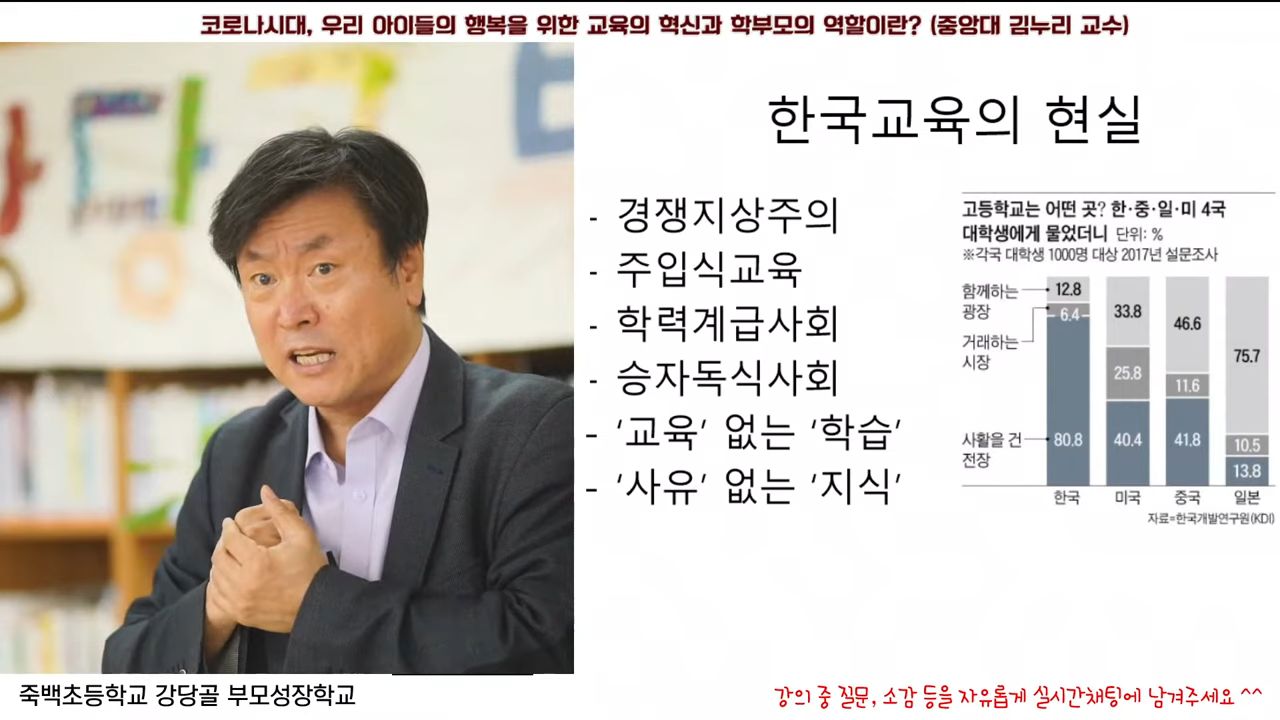 코로나시대, 우리 아이들의 행복을 위한 교육의 혁신과 학부모의 역할이란? (중앙대 김누리 교수)
한국교육의 현실
- 경쟁지상주의
- 주입식교육
- 학력계급사회
- 승자독식사회
- '교육' 없는 '학습'
- '사유' 없는 '지식'
고등학교는 어떤 곳? 한·중·일·미 4국
대학생에게 물었더니 단위: %
※각국 대학생 1000명 대상 2017년 설문조사
함께하는
광장
거래하는
시장
사활을 건
전장
12.8
6.4
80.8
33.8
25.8
40.4
46.6
11.6
41.8
75.7
10.5
13.8
한국 미국 중국 일본
자료=한국개발연구원(KDI)
죽백초등학교 강당골 부모성장학교
강의 중 질문, 소감 등을 자유롭게 실시간채팅에 남겨주세요 ^^